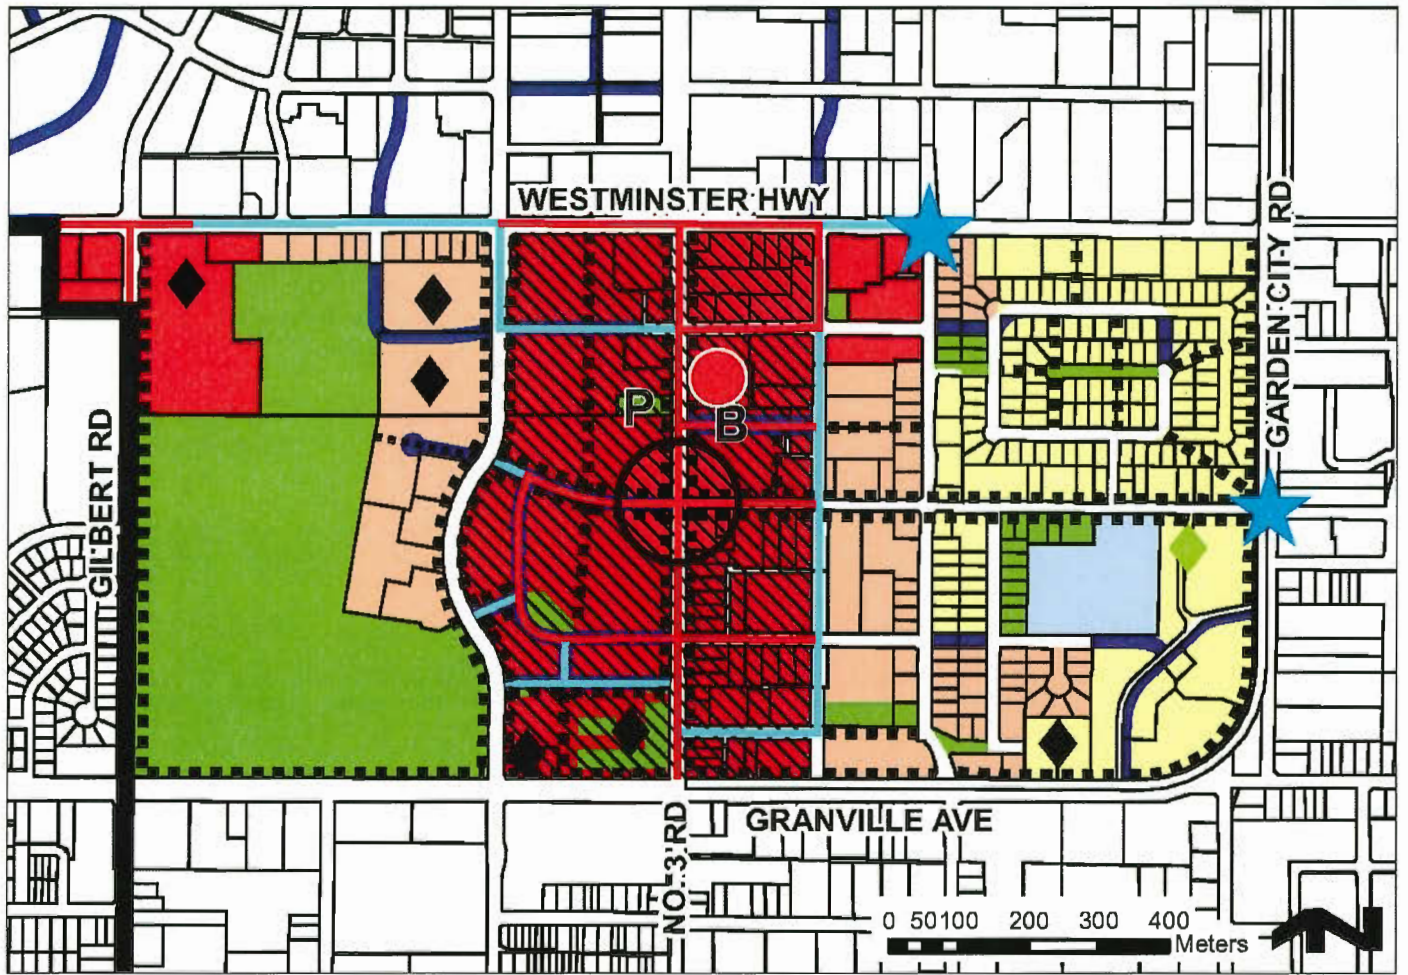 WESTMINSTER HWY
GARDEN CITY RD
GILBERT RD
P
B
NO. 3 RD
GRANVILLE AVE
0 50 100 200 300 400
Meters
N